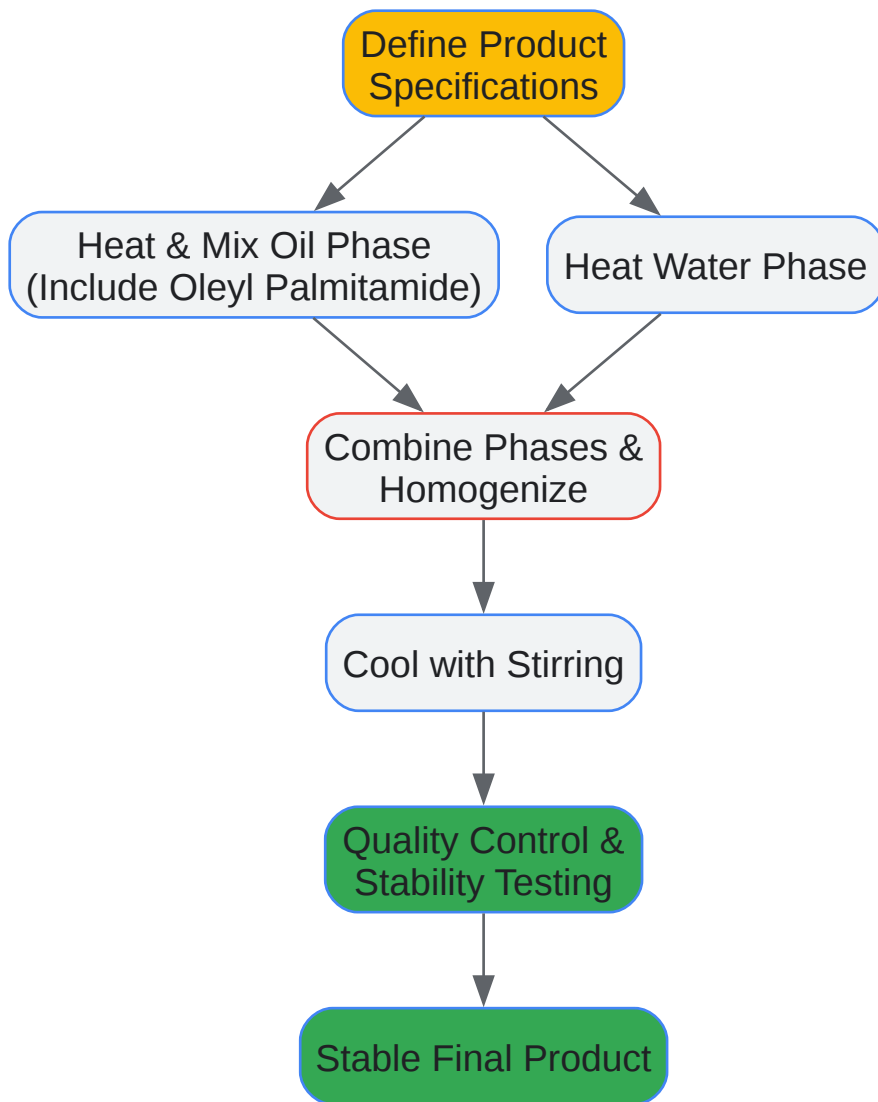 Define Product
Specifications
Heat & Mix Oil Phase
(Include Oleyl Palmitamide)
Heat Water Phase
Combine Phases &
Homogenize
Cool with Stirring
Quality Control &
Stability Testing
Stable Final Product